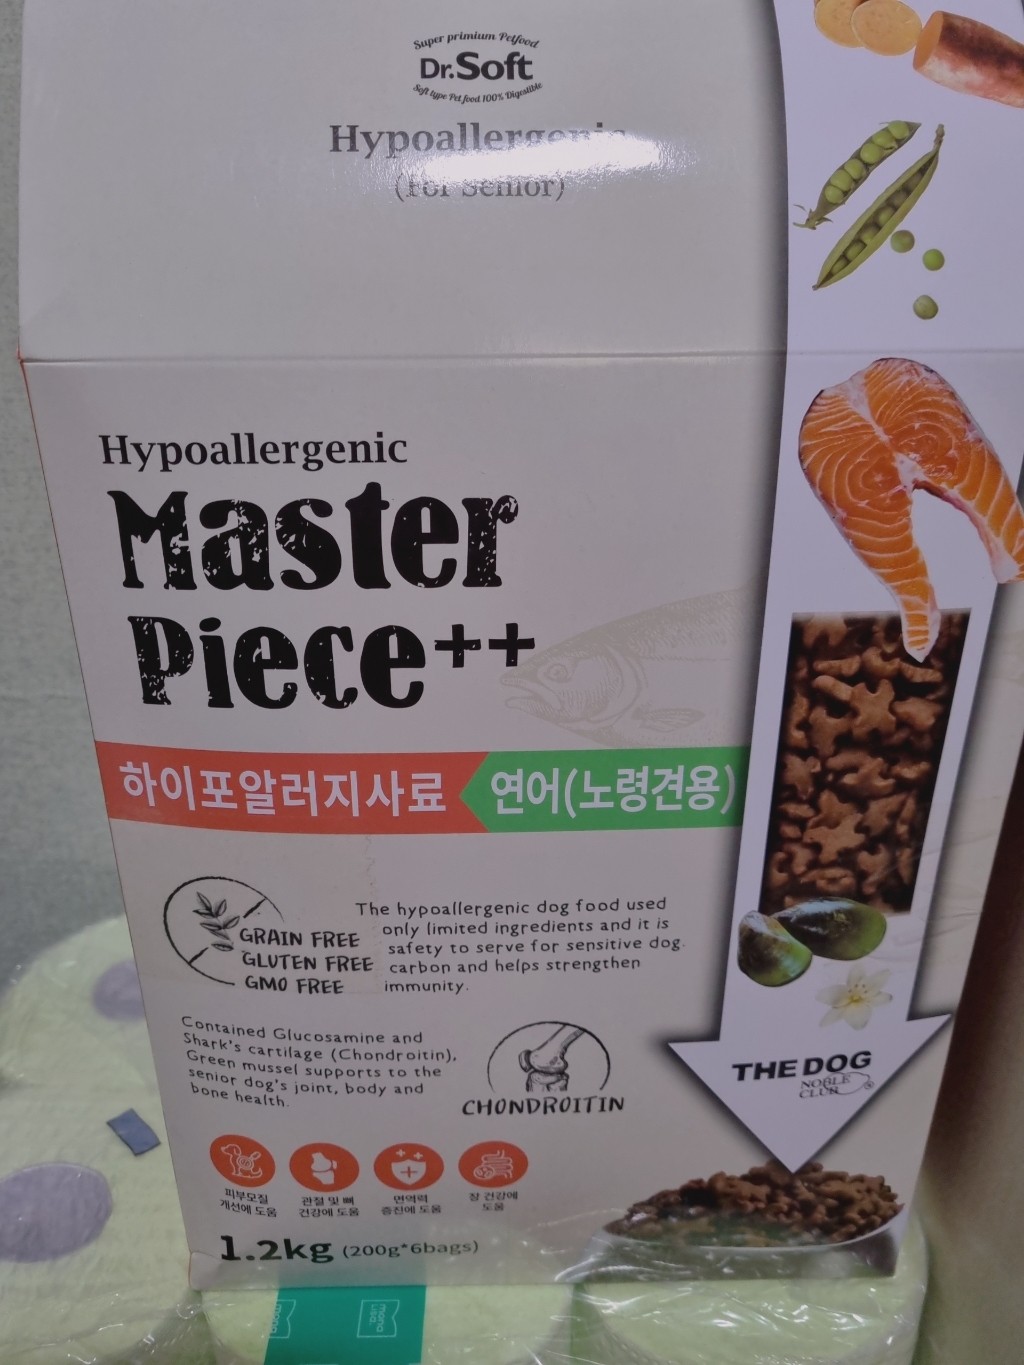 Super primium Petfood
Dr.Soft
Soft type Pet food 100% Digestible
Hypoallergenic
(For Senior)
Hypoallergenic
Master
Piece++
하이포알러지사료
연어(노령견용)
GRAIN FREE
GLUTEN FREE
GMO FREE
The hypoallergenic dog food used
only limited ingredients and it is
safety to serve for sensitive dog.
carbon and helps strengthen
immunity.
Contained Glucosamine and
Shark's cartilage (Chondroitin),
Green mussel supports to the
senior dog's joint, body and
bone health.
CHONDROITIN
THE DOG
NOBLE
CLUB
피부모질
개선에 도움
관절 및 뼈
건강에 도움
면역력
증진에 도움
장 건강에
도움
1.2kg (200g*6bags)
mona
LISA
mona
LISA